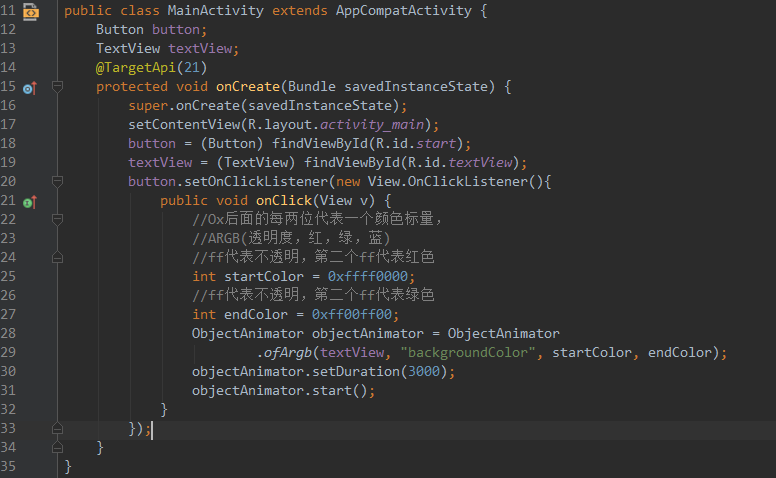 11 public class MainActivity extends AppCompatActivity {
12 Button button;
13 TextView textView;
14 @TargetApi(21)
15 protected void onCreate(Bundle savedInstanceState) {
16 super.onCreate(savedInstanceState);
17 setContentView(R.layout.activity_main);
18 button = (Button) findViewById(R.id.start);
19 textView = (TextView) findViewById(R.id.textView);
20 button.setOnClickListener(new View.OnClickListener(){
21 public void onClick(View v) {
22 //Ox后面的每两位代表一个颜色标量，
23 //ARGB(透明度，红，绿，蓝)
24 //ff代表不透明，第二个ff代表红色
25 int startColor = 0xffff0000;
26 //ff代表不透明，第二个ff代表绿色
27 int endColor = 0xff00ff00;
28 ObjectAnimator objectAnimator = ObjectAnimator
29 .ofArgb(textView, "backgroundColor", startColor, endColor);
30 objectAnimator.setDuration(3000);
31 objectAnimator.start();
32 }
33 });
34 }
35 }